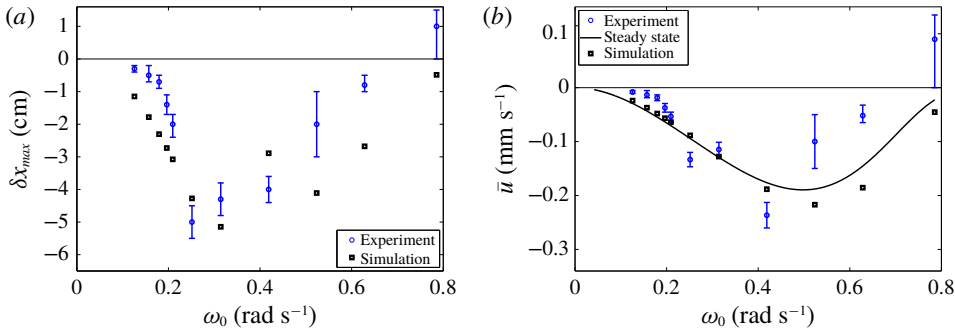 (a)
1
0
−1
−2
−3
−4
−5
−6
δx_max (cm)
0 0.2 0.4 0.6 0.8
ω₀ (rad s⁻¹)
Experiment
Simulation
(b)
Experiment
Steady state
Simulation
0.1
0
−0.1
−0.2
−0.3
ū (mm s⁻¹)
0 0.2 0.4 0.6 0.8
ω₀ (rad s⁻¹)